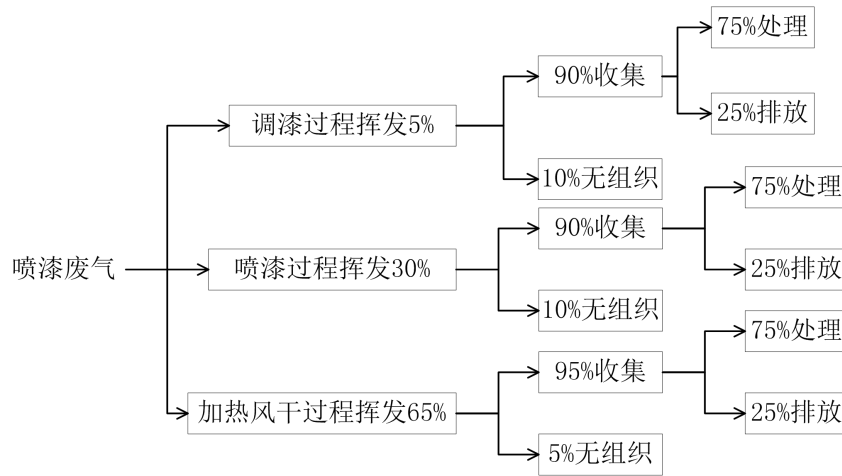 喷漆废气
调漆过程挥发5%
90%收集
75%处理
25%排放
10%无组织
喷漆过程挥发30%
90%收集
75%处理
25%排放
10%无组织
加热风干过程挥发65%
95%收集
75%处理
25%排放
5%无组织